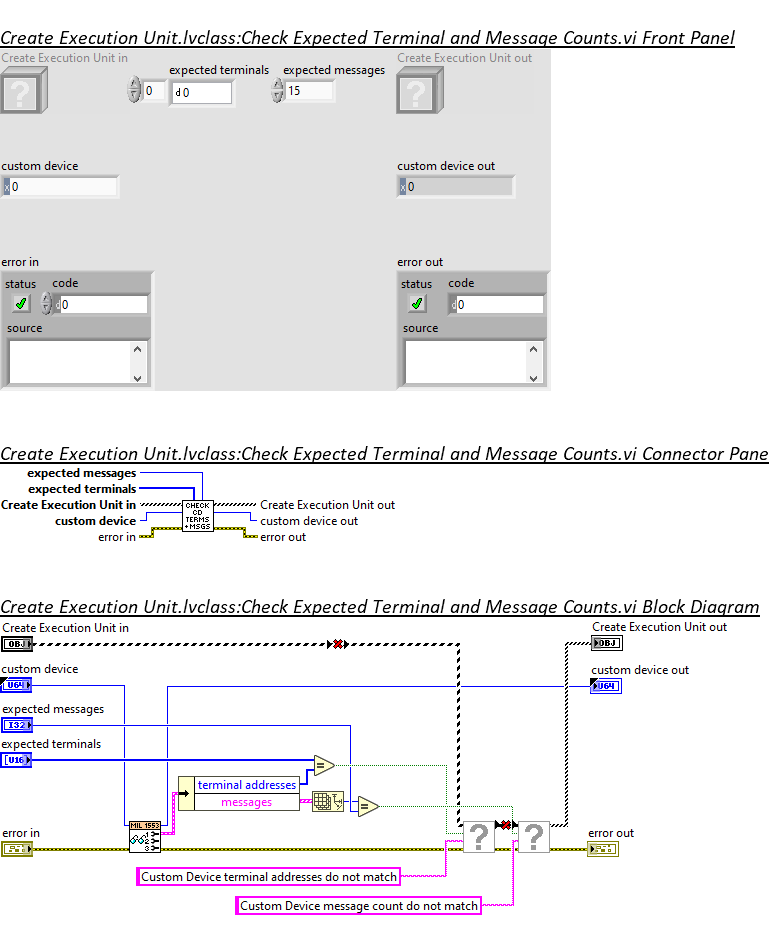 Create Execution Unit.lvclass:Check Expected Terminal and Message Counts.vi Front Panel
Create Execution Unit in
expected terminals
expected messages
Create Execution Unit out
?
0
d 0
15
?
custom device
custom device out
x 0
x 0
error in
error out
status code
status code
d 0
d 0
source
source
Create Execution Unit.lvclass:Check Expected Terminal and Message Counts.vi Connector Pane
expected messages
expected terminals
Create Execution Unit in
custom device
error in
CHECK
CD
TERMS
+MSGS
Create Execution Unit out
custom device out
error out
Create Execution Unit.lvclass:Check Expected Terminal and Message Counts.vi Block Diagram
Create Execution Unit in
Create Execution Unit out
OBJ
OBJ
custom device
custom device out
U64
U64
expected messages
I32
expected terminals
[U16]
=
terminal addresses
messages
=
error in
MIL 1553
1
2
3
?
?
error out
Custom Device terminal addresses do not match
Custom Device message count do not match